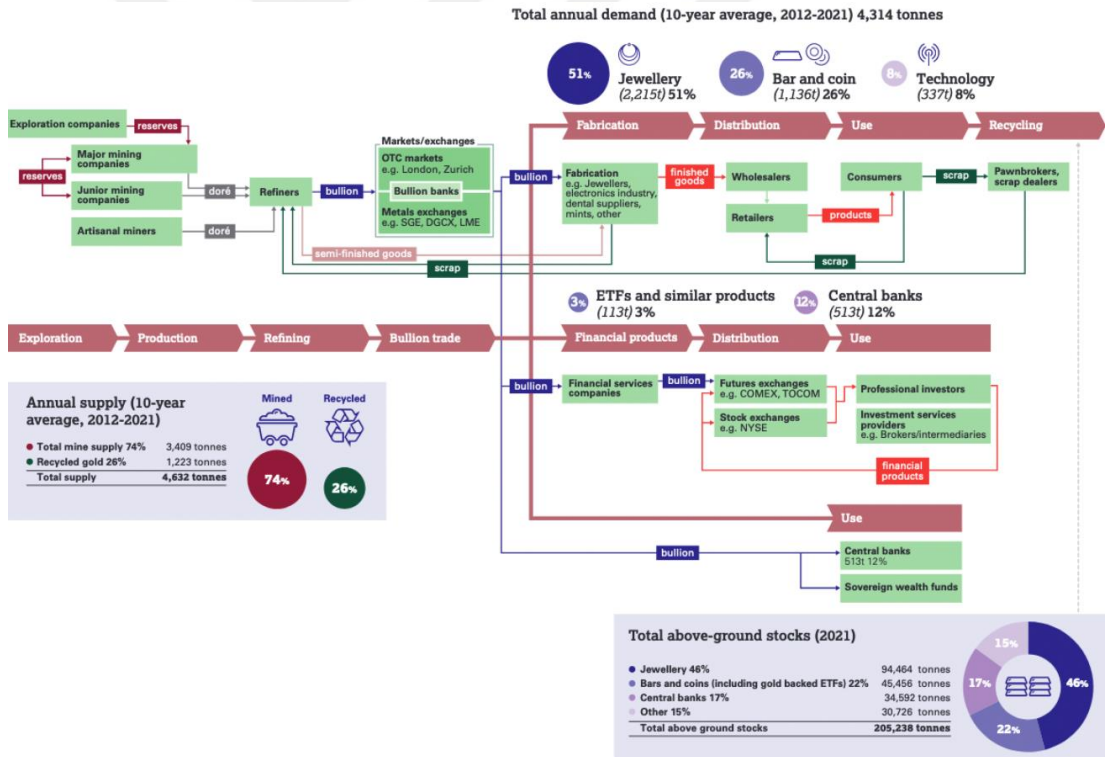 Total annual demand (10-year average, 2012-2021) 4,314 tonnes
51%
Jewellery
(2,215t) 51%
26%
Bar and coin
(1,136t) 26%
8%
Technology
(337t) 8%
Fabrication
Distribution
Use
Recycling
Exploration companies
reserves
Major mining
companies
reserves
Junior mining
companies
Artisanal miners
doré
doré
Refiners
bullion
Markets/exchanges
OTC markets
e.g. London, Zurich
Bullion banks
Metals exchanges
e.g. SGE, DGCX, LME
semi-finished goods
scrap
bullion
Fabrication
e.g. Jewellers,
electronics industry,
dental suppliers,
mints, other
finished
goods
Wholesalers
Retailers
products
Consumers
scrap
scrap
Pawnbrokers,
scrap dealers
3%
ETFs and similar products
(113t) 3%
12%
Central banks
(513t) 12%
Exploration
Production
Refining
Bullion trade
Financial products
Distribution
Use
bullion
Financial services
companies
bullion
Futures exchanges
e.g. COMEX, TOCOM
Stock exchanges
e.g. NYSE
Professional investors
Investment services
providers
e.g. Brokers/intermediaries
financial
products
Annual supply (10-year
average, 2012-2021)
Total mine supply 74% 3,409 tonnes
Recycled gold 26% 1,223 tonnes
Total supply 4,632 tonnes
Mined
74%
Recycled
26%
Use
bullion
Central banks
513t 12%
Sovereign wealth funds
Total above-ground stocks (2021)
Jewellery 46% 94,464 tonnes
Bars and coins (including gold backed ETFs) 22% 45,456 tonnes
Central banks 17% 34,592 tonnes
Other 15% 30,726 tonnes
Total above ground stocks 205,238 tonnes
15%
17%
46%
22%